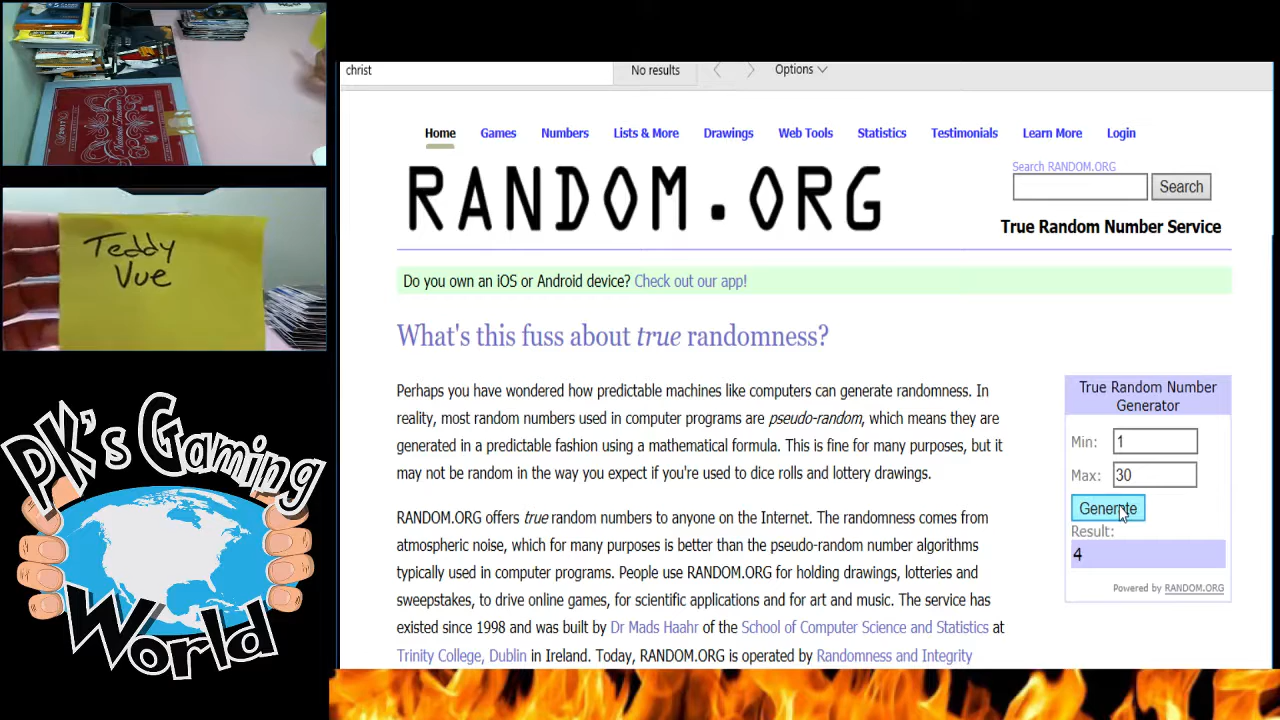 christ
No results
Options
Home Games Numbers Lists & More Drawings Web Tools Statistics Testimonials Learn More Login
RANDOM.ORG
Search RANDOM.ORG
Search
True Random Number Service
Do you own an iOS or Android device? Check out our app!
What's this fuss about true randomness?
Perhaps you have wondered how predictable machines like computers can generate randomness. In
reality, most random numbers used in computer programs are pseudo-random, which means they are
generated in a predictable fashion using a mathematical formula. This is fine for many purposes, but it
may not be random in the way you expect if you're used to dice rolls and lottery drawings.
RANDOM.ORG offers true random numbers to anyone on the Internet. The randomness comes from
atmospheric noise, which for many purposes is better than the pseudo-random number algorithms
typically used in computer programs. People use RANDOM.ORG for holding drawings, lotteries and
sweepstakes, to drive online games, for scientific applications and for art and music. The service has
existed since 1998 and was built by Dr Mads Haahr of the School of Computer Science and Statistics at
Trinity College, Dublin in Ireland. Today, RANDOM.ORG is operated by Randomness and Integrity
True Random Number
Generator
Min: 1
Max: 30
Generate
Result:
4
Powered by RANDOM.ORG
2017
National Treasures
Teddy
Vue
PK's Gaming
World